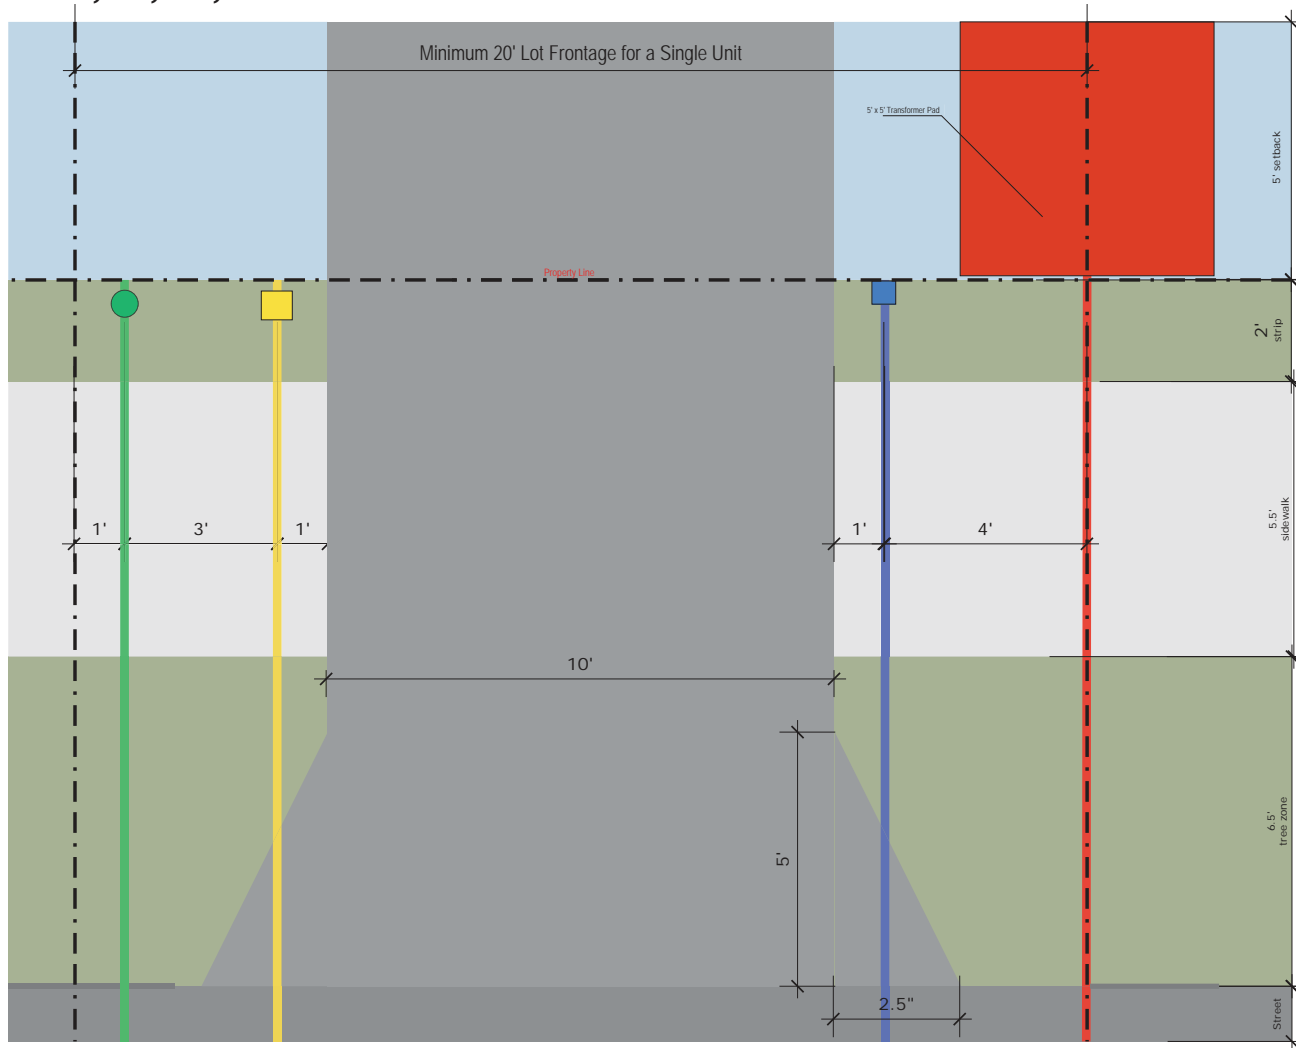 Minimum 20' Lot Frontage for a Single Unit
5' x 5' Transformer Pad
5' setback
Property Line
2'
strip
1'
3'
1'
1'
4'
5.5'
sidewalk
10'
5'
6.5'
tree zone
2.5"
Street